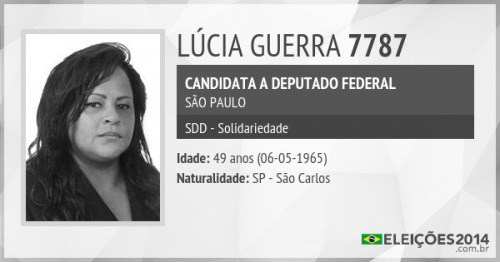 LÚCIA GUERRA 7787
CANDIDATA A DEPUTADO FEDERAL
SÃO PAULO
SDD - Solidariedade
Idade: 49 anos (06-05-1965)
Naturalidade: SP - São Carlos
ELEIÇÕES2014
.com.br